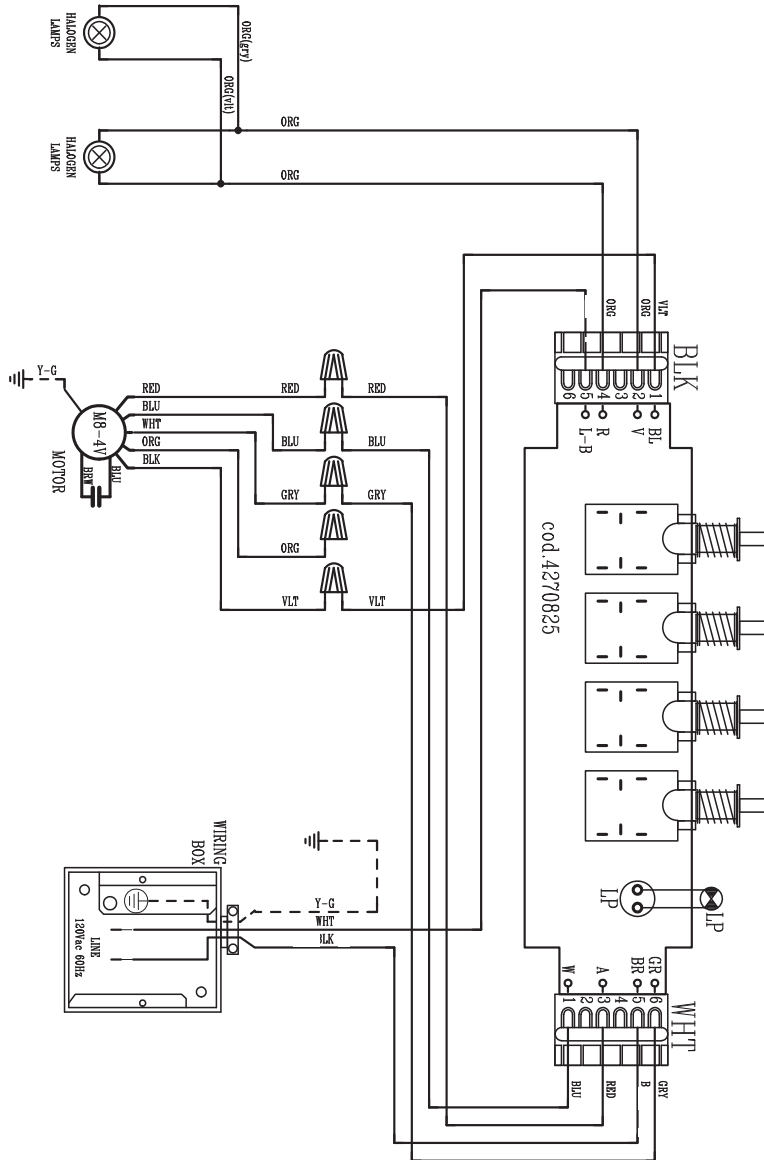 HALOGEN
LAMPS
ORG(gry)
ORG(vlt)
HALOGEN
LAMPS
ORG
ORG
VLT
ORG
ORG
BLK
1
2
3
4
5
6
BL
V
R
L-B
Y-G
M8-4V
MOTOR
BRW
BLU
RED
BLU
WHT
ORG
BLK
RED
BLU
GRY
ORG
VLT
RED
BLU
GRY
VLT
cod.4270825
LP
LP
WIRING
BOX
LINE
120Vac 60Hz
Y-G
WHT
BLK
W
A
BR
GR
1
2
3
4
5
6
WHT
BLU
RED
B
GRY